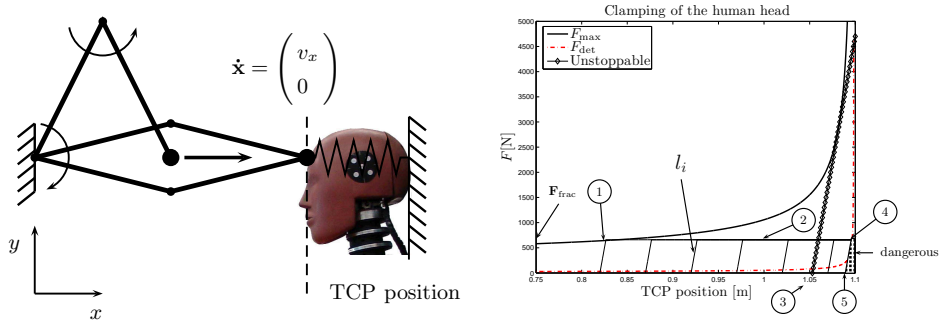 ẋ = ( v_x 0 )
y
x
TCP position
Clamping of the human head
F_max
F_det
Unstoppable
F[N]
5000
4500
4000
3500
3000
2500
2000
1500
1000
500
0
F_frac
1
l_i
2
4
dangerous
0.75 0.8 0.85 0.9 0.95 1 1.05 1.1
TCP position [m]
3
5